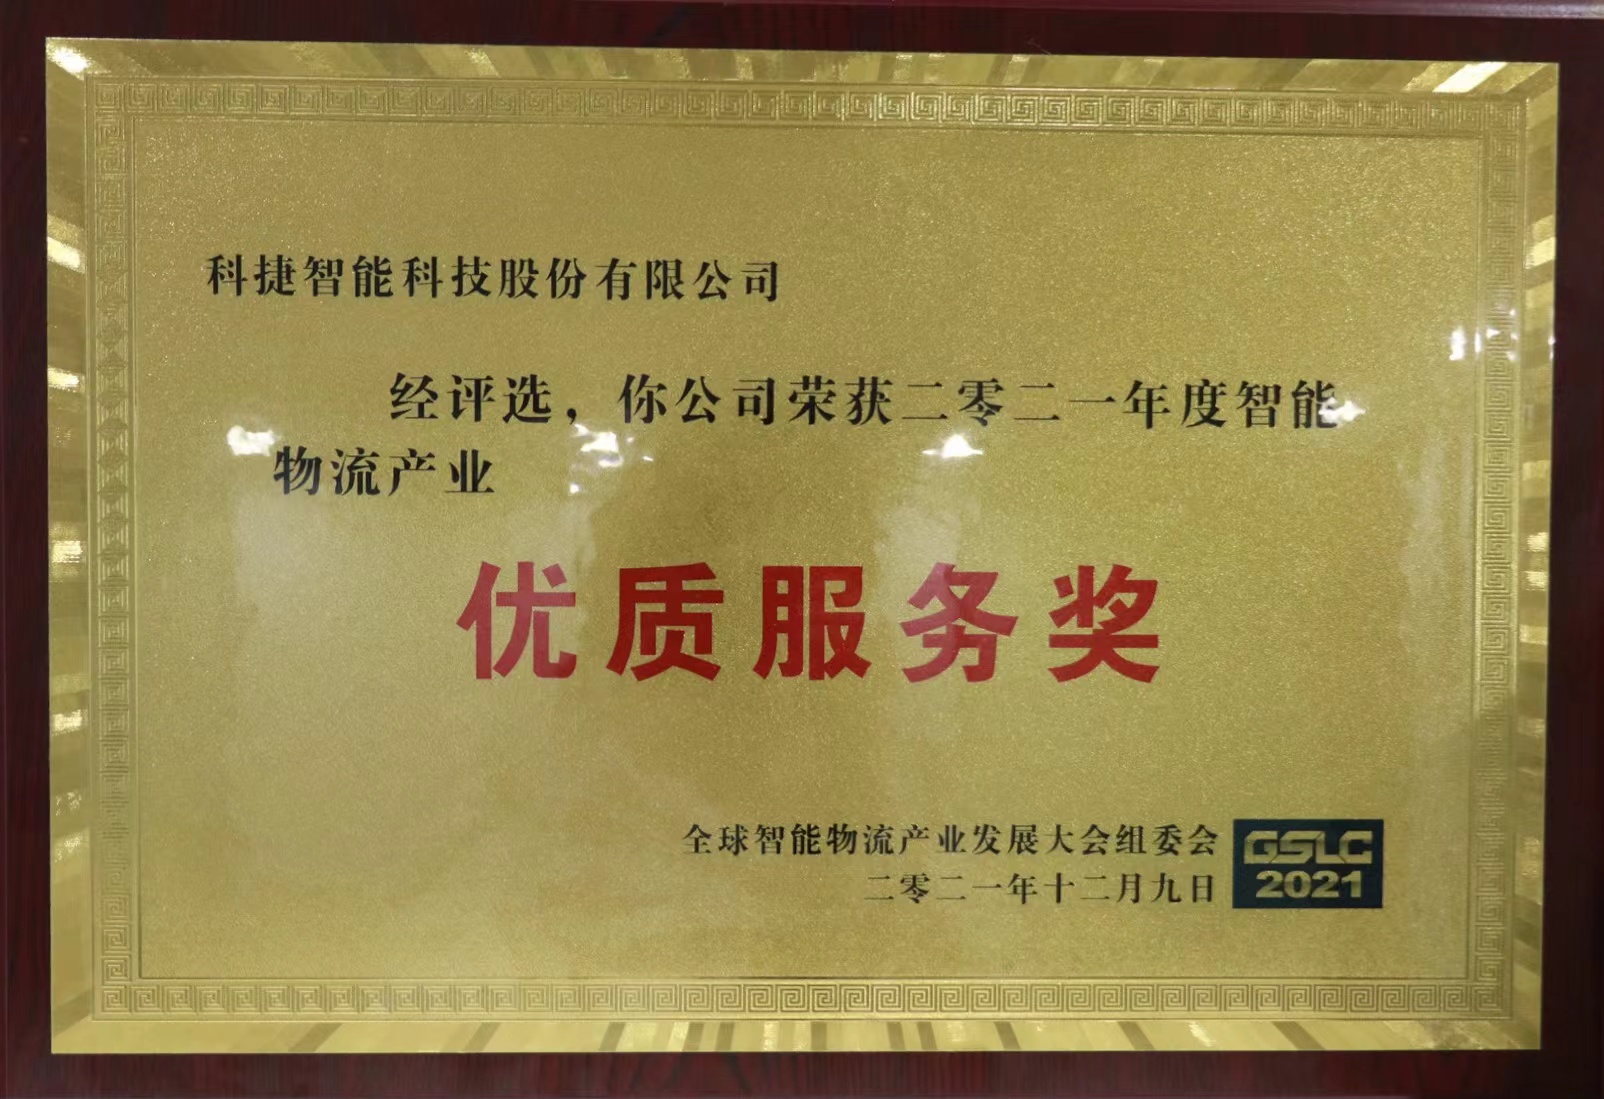 科捷智能科技股份有限公司
经评选，你公司荣获二零二一年度智能
物流产业
优质服务奖
全球智能物流产业发展大会组委会
二零二一年十二月九日
GSLC
2021